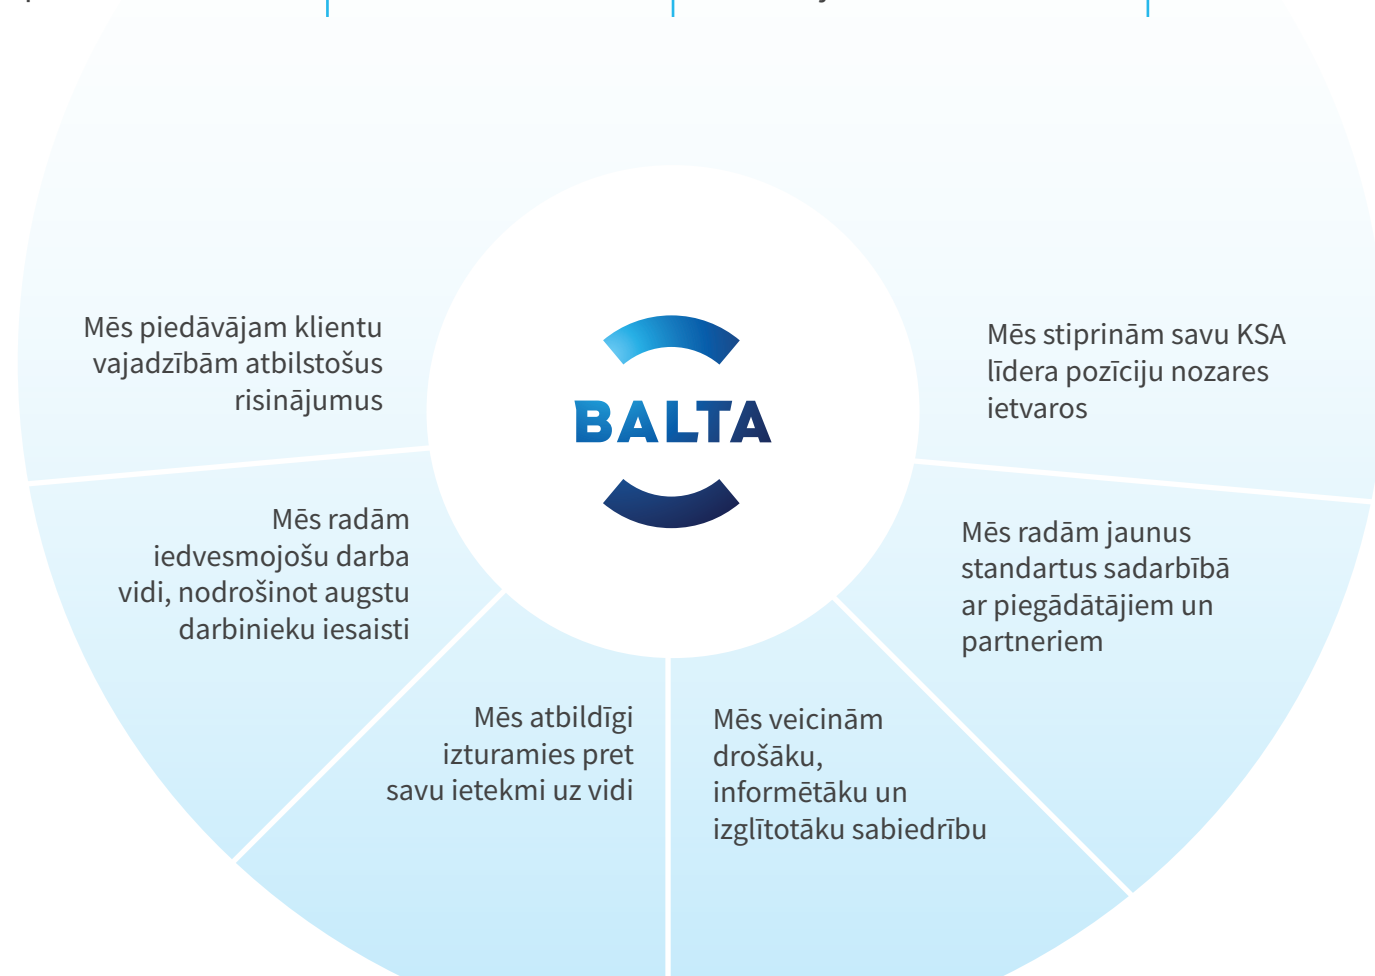 Mēs piedāvājam klientu
vajadzībām atbilstošus
risinājumus
Mēs stiprinām savu KSA
līdera pozīciju nozares
ietvaros
BALTA
Mēs radām
iedvesmojošu darba
vidi, nodrošinot augstu
darbinieku iesaisti
Mēs radām jaunus
standartus sadarbībā
ar piegādātājiem un
partneriem
Mēs atbildīgi
izturamies pret
savu ietekmi uz vidi
Mēs veicinām
drošāku,
informētāku un
izglītotāku sabiedrību